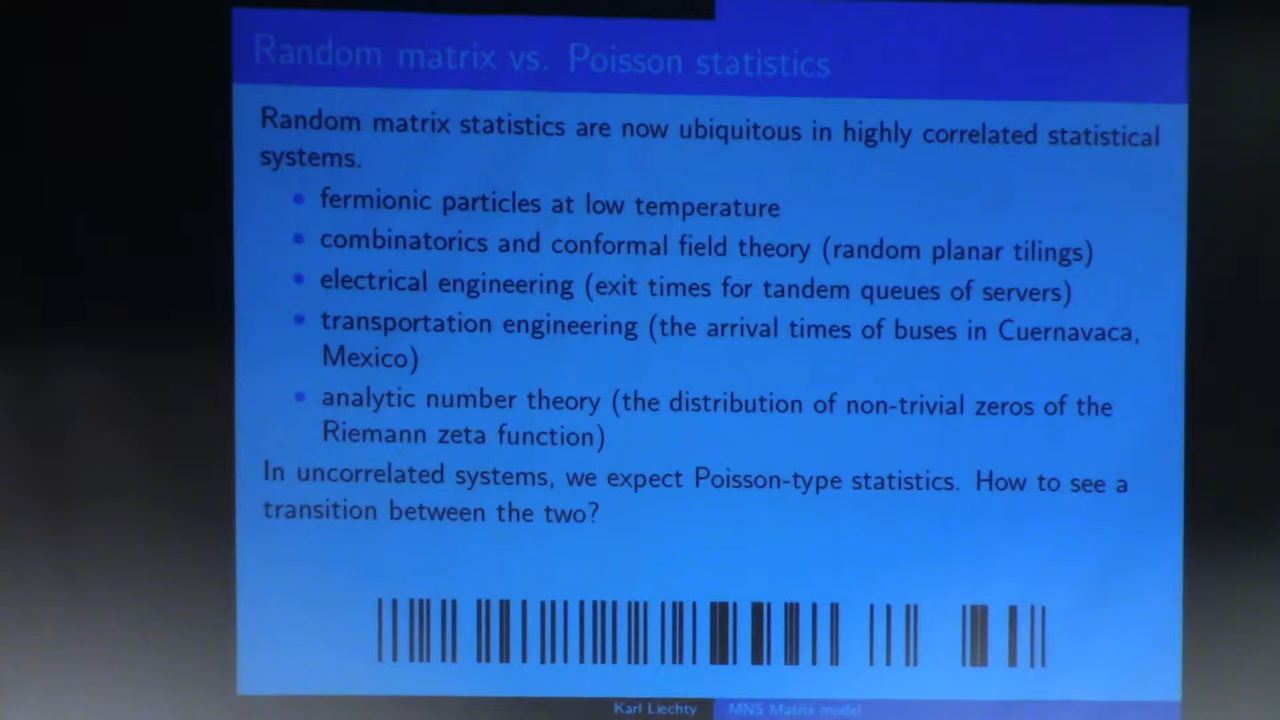 Random matrix vs. Poisson statistics
Random matrix statistics are now ubiquitous in highly correlated statistical
systems.
• fermionic particles at low temperature
• combinatorics and conformal field theory (random planar tilings)
• electrical engineering (exit times for tandem queues of servers)
• transportation engineering (the arrival times of buses in Cuernavaca,
Mexico)
• analytic number theory (the distribution of non-trivial zeros of the
Riemann zeta function)
In uncorrelated systems, we expect Poisson-type statistics. How to see a
transition between the two?
Karl Liechty MNS Matrix model